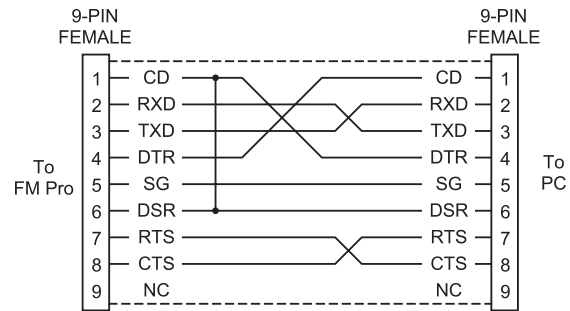 9-PIN
FEMALE
9-PIN
FEMALE
1 CD CD 1
2 RXD RXD 2
3 TXD TXD 3
4 DTR DTR 4
5 SG SG 5
6 DSR DSR 6
7 RTS RTS 7
8 CTS CTS 8
9 NC NC 9
To
FM Pro
To
PC